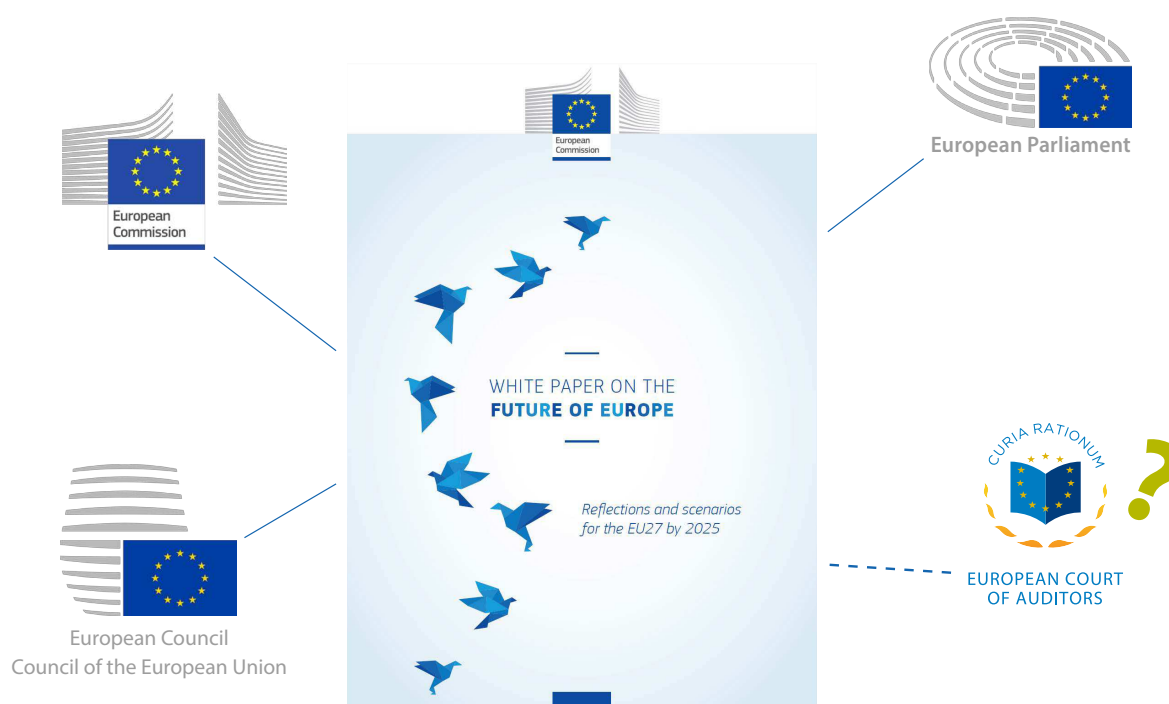 European
Commission
European
Commission
European Parliament
WHITE PAPER ON THE
FUTURE OF EUROPE
Reflections and scenarios
for the EU27 by 2025
European Council
Council of the European Union
CURIA RATIONUM
?
EUROPEAN COURT
OF AUDITORS